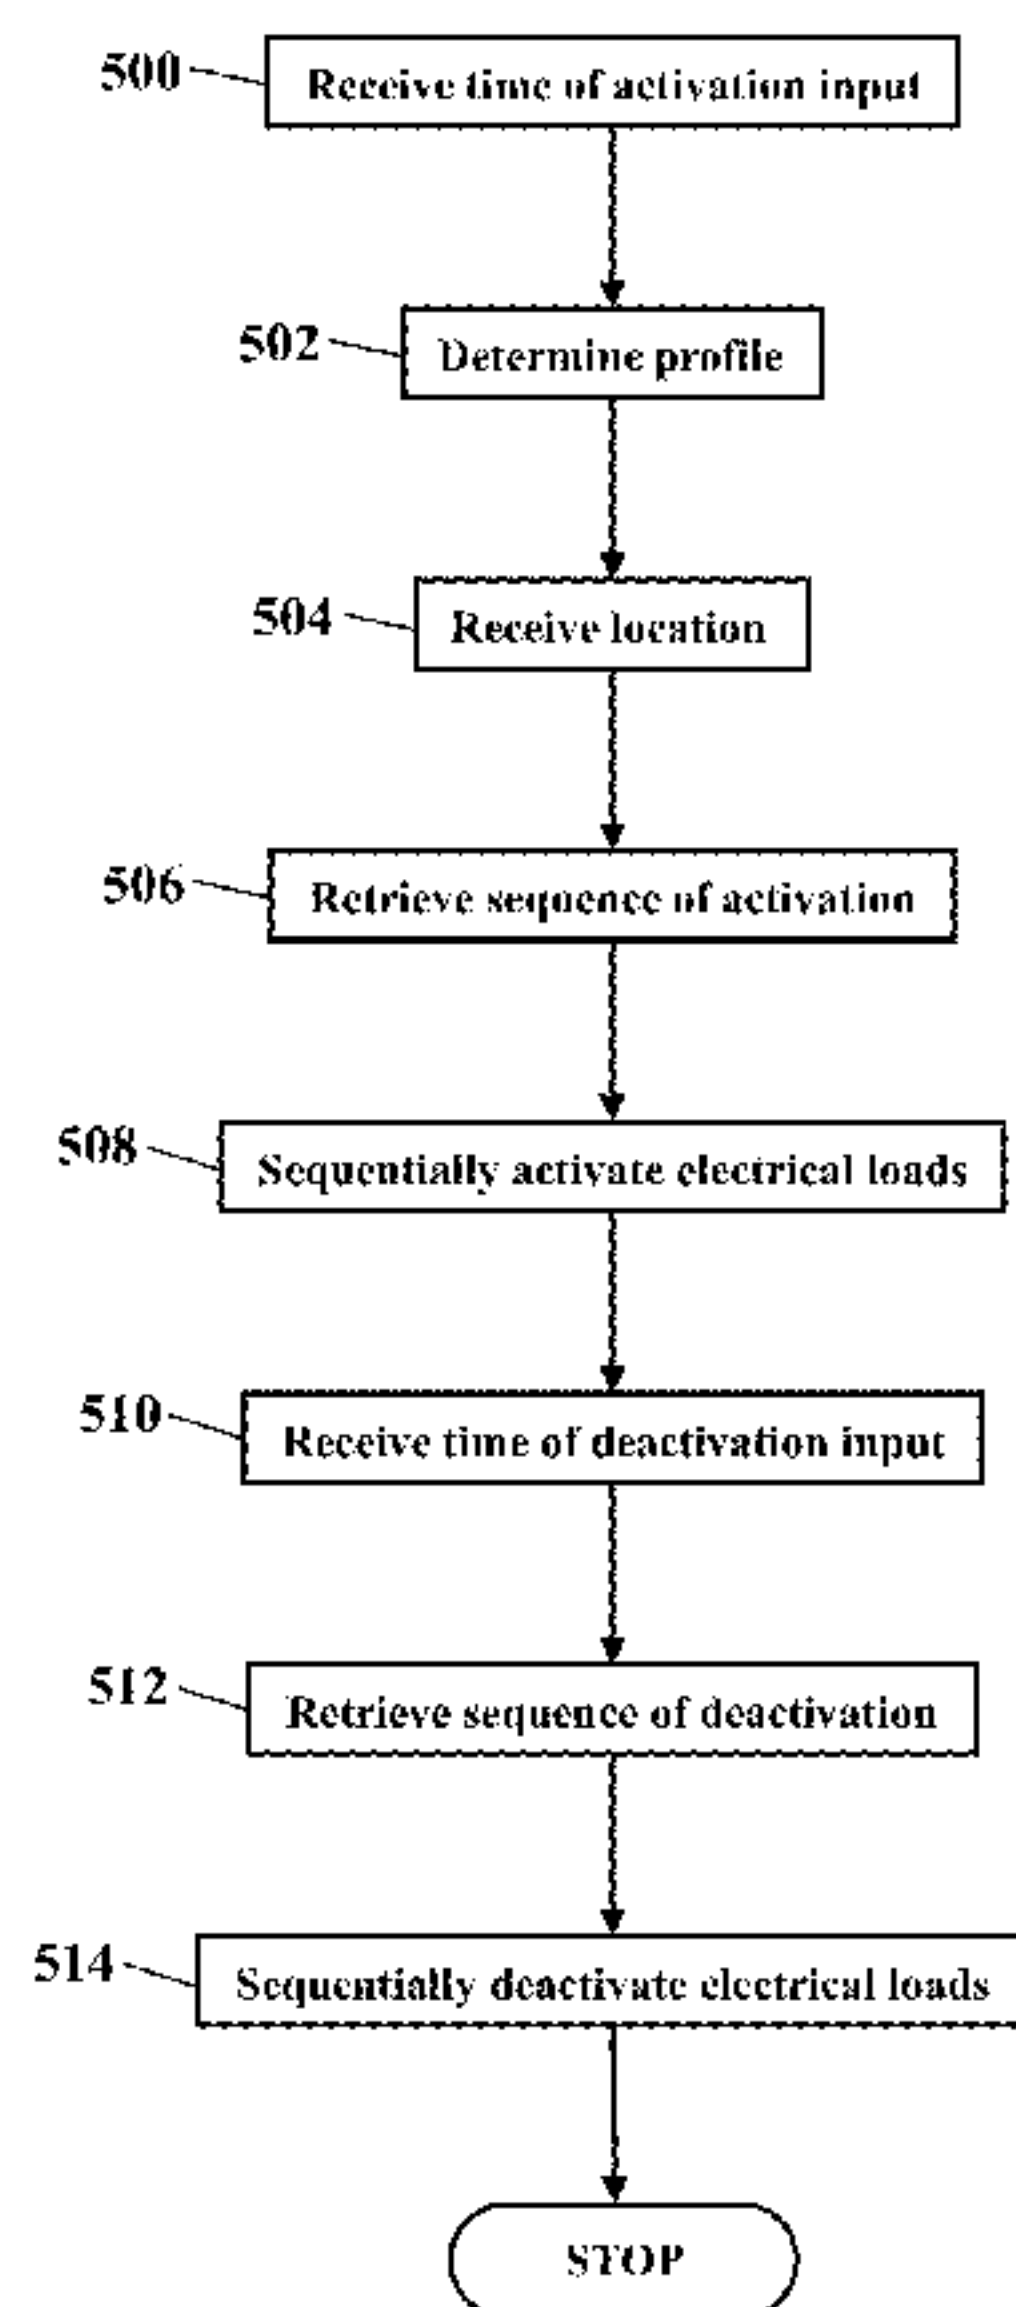 500 Receive time of activation input
502 Determine profile
504 Receive location
506 Retrieve sequence of activation
508 Sequentially activate electrical loads
510 Receive time of deactivation input
512 Retrieve sequence of deactivation
514 Sequentially deactivate electrical loads
STOP